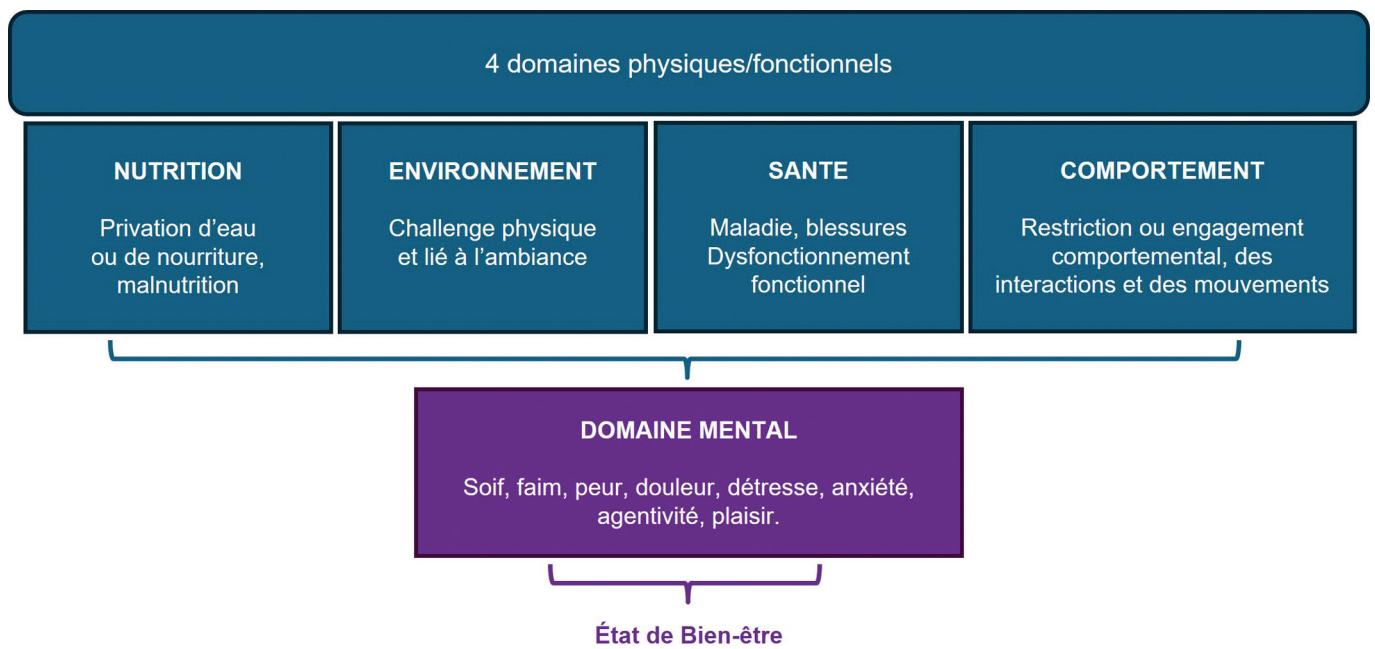 4 domaines physiques/fonctionnels
NUTRITION
Privation d’eau
ou de nourriture,
malnutrition
ENVIRONNEMENT
Challenge physique
et lié à l’ambiance
SANTE
Maladie, blessures
Dysfonctionnement
fonctionnel
COMPORTEMENT
Restriction ou engagement
comportemental, des
interactions et des mouvements
DOMAINE MENTAL
Soif, faim, peur, douleur, détresse, anxiété,
agentivité, plaisir.
État de Bien-être